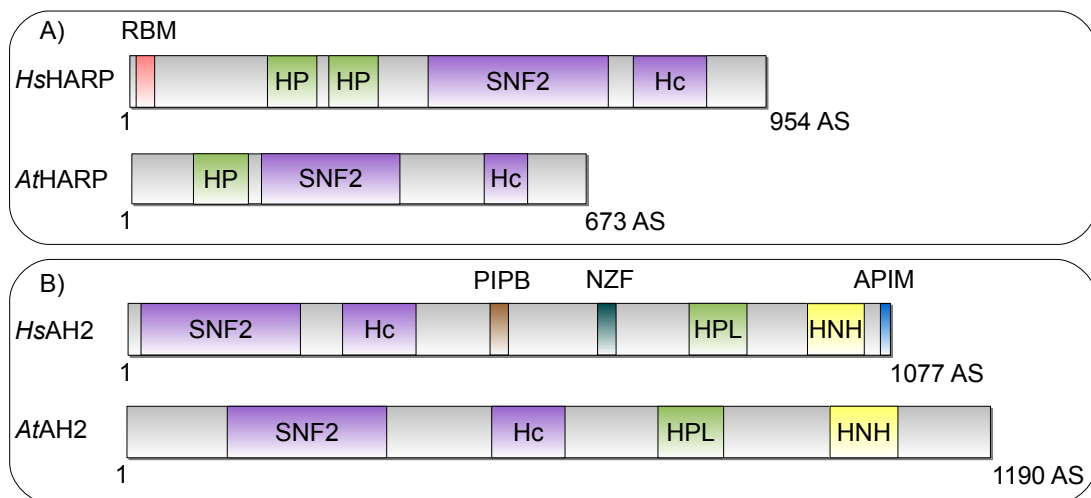 A) RBM
HsHARP HP HP SNF2 Hc
1 954 AS
AtHARP HP SNF2 Hc
1 673 AS
B) PIPB NZF APIM
HsAH2 SNF2 Hc HPL HNH
1 1077 AS
AtAH2 SNF2 Hc HPL HNH
1 1190 AS